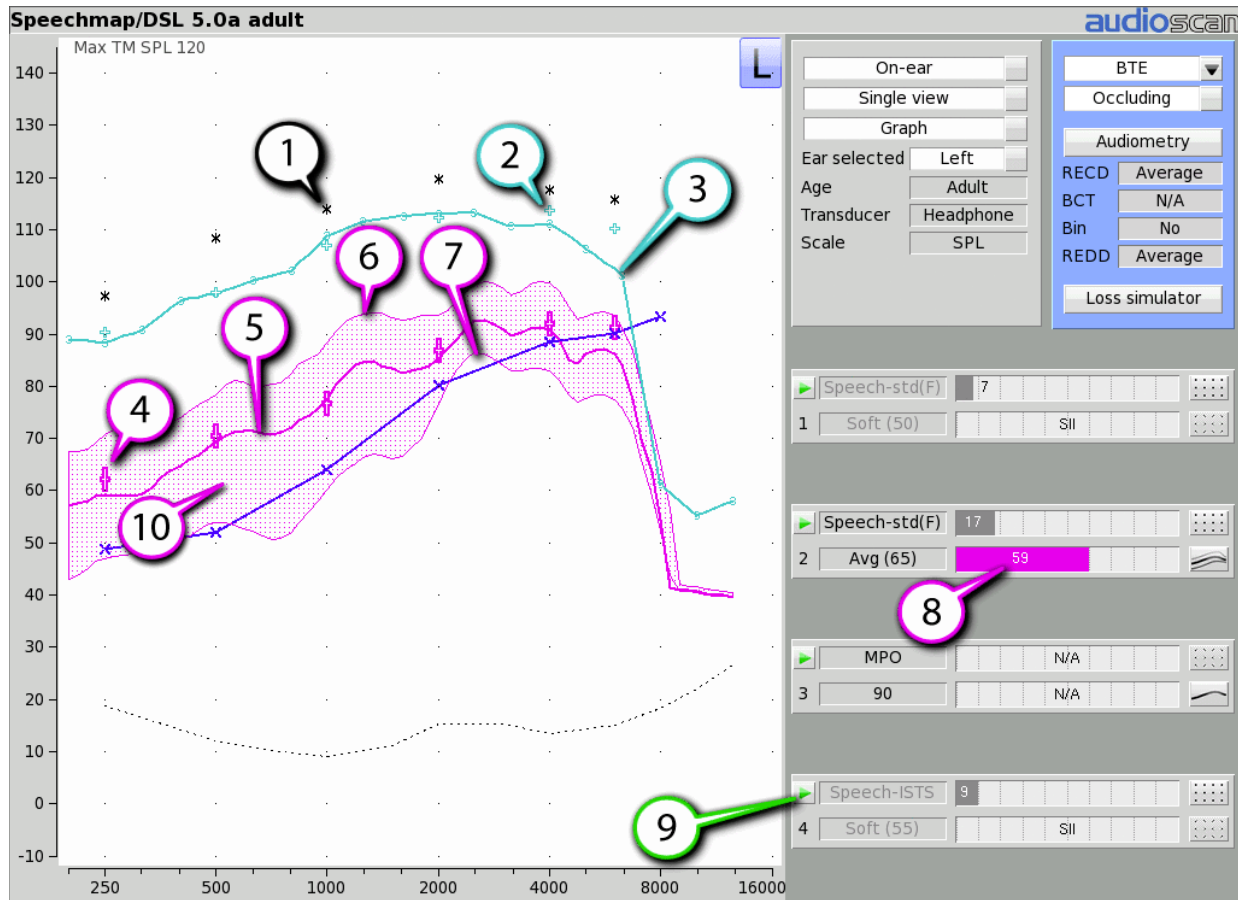 Speechmap/DSL 5.0a adult
audioscan
Max TM SPL 120
L
140
130
120
110
100
90
80
70
60
50
40
30
20
10
0
-10
250 500 1000 2000 4000 8000 16000
1
2
3
4
5
6
7
8
9
10
On-ear
Single view
Graph
Ear selected Left
Age Adult
Transducer Headphone
Scale SPL
BTE
Occluding
Audiometry
RECD Average
BCT N/A
Bin No
REDD Average
Loss simulator
Speech-std(F) 7
1 Soft (50) SII
Speech-std(F) 17
2 Avg (65) 59
MPO N/A
3 90 N/A
Speech-ISTS 9
4 Soft (55) SII